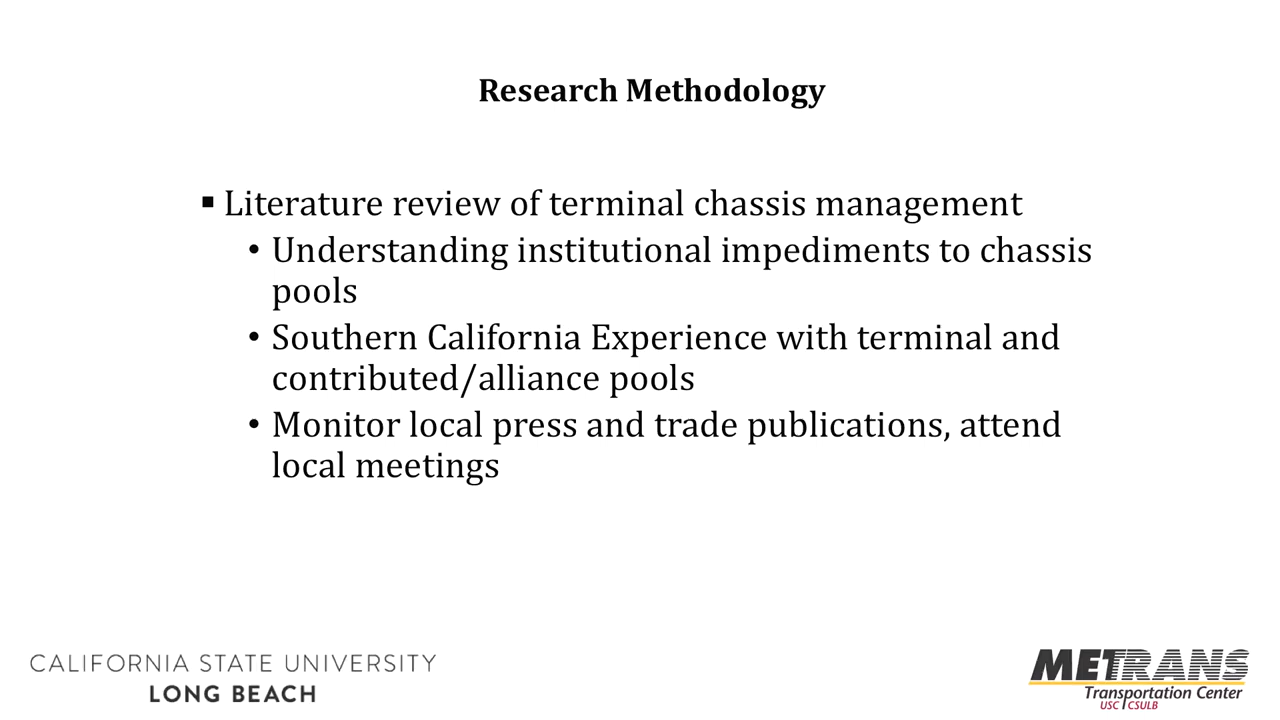 Research Methodology
▪ Literature review of terminal chassis management
• Understanding institutional impediments to chassis
pools
• Southern California Experience with terminal and
contributed/alliance pools
• Monitor local press and trade publications, attend
local meetings
CALIFORNIA STATE UNIVERSITY
LONG BEACH
METRANS
Transportation Center
USC CSULB